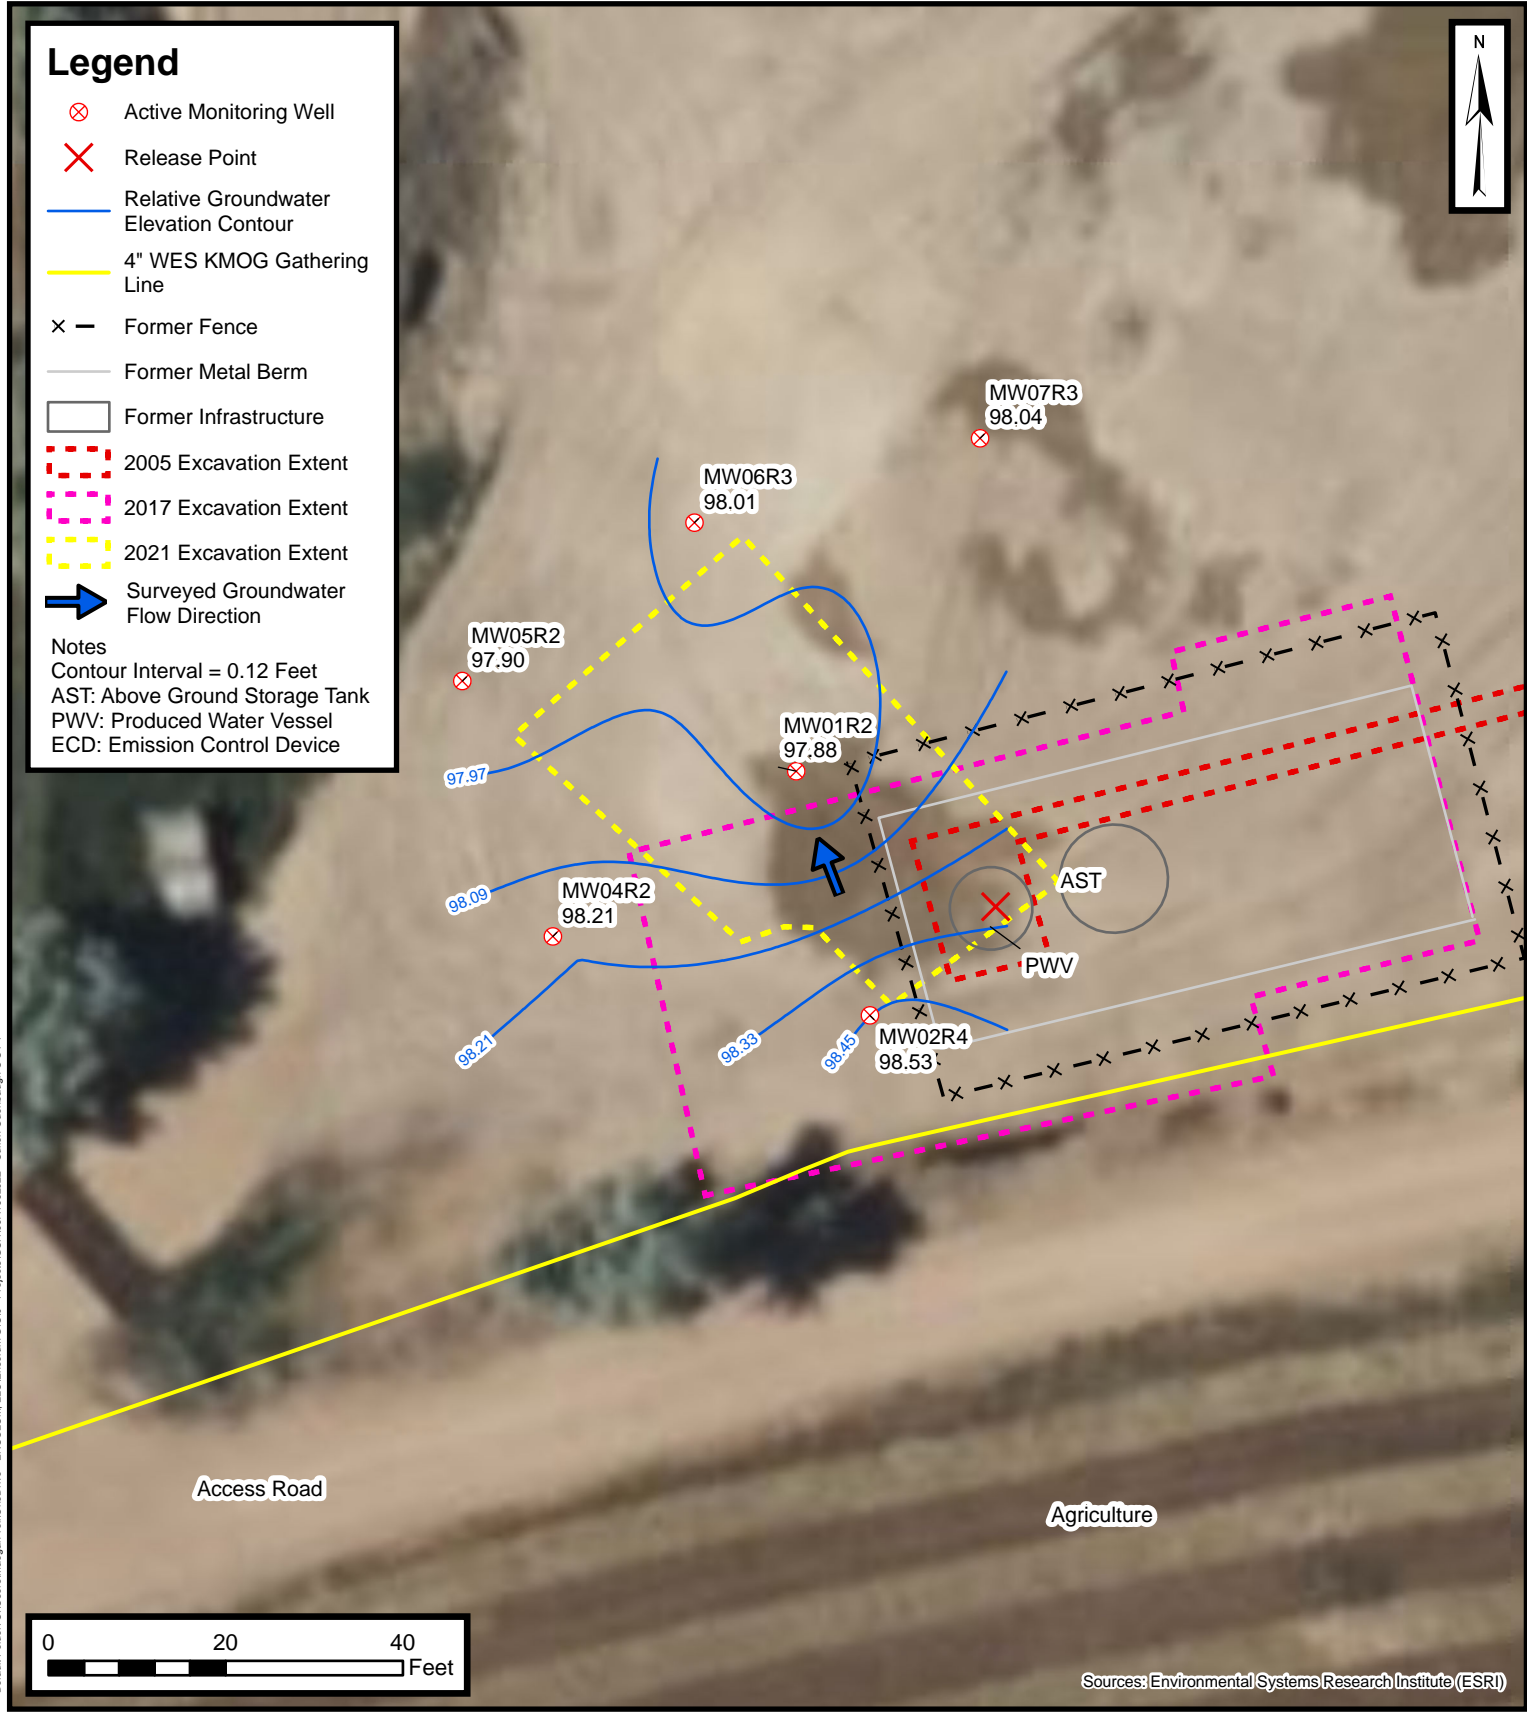 Legend
Active Monitoring Well
Release Point
Relative Groundwater
Elevation Contour
4" WES KMOG Gathering
Line
Former Fence
Former Metal Berm
Former Infrastructure
2005 Excavation Extent
2017 Excavation Extent
2021 Excavation Extent
Surveyed Groundwater
Flow Direction
Notes
Contour Interval = 0.12 Feet
AST: Above Ground Storage Tank
PWV: Produced Water Vessel
ECD: Emission Control Device
N
MW07R3
98.04
MW06R3
98.01
MW05R2
97.90
MW01R2
97.88
97.97
98.09
MW04R2
98.21
AST
PWV
98.21
98.33
98.45
MW02R4
98.53
Access Road
Agriculture
0 20 40
Feet
Sources: Environmental Systems Research Institute (ESRI)